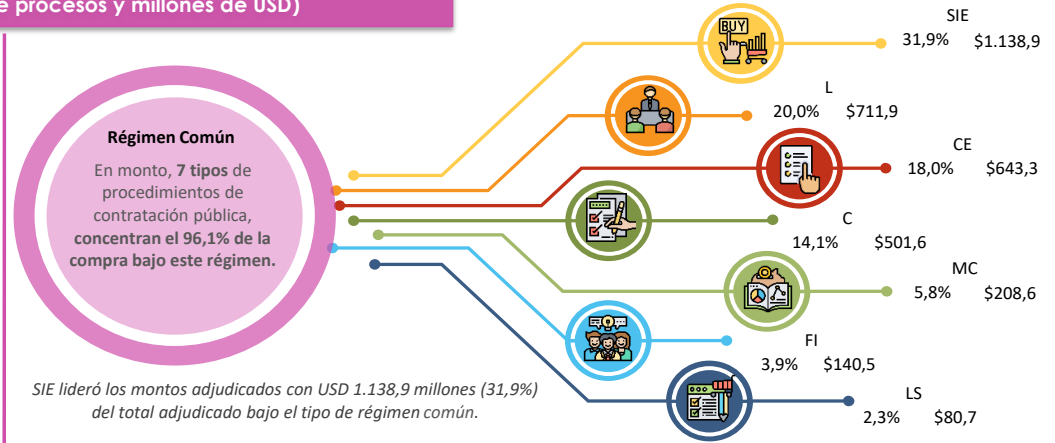 e procesos y millones de USD)
SIE
31,9% $1.138,9
BUY
L
20,0% $711,9
CE
18,0% $643,3
C
14,1% $501,6
MC
5,8% $208,6
FI
3,9% $140,5
LS
2,3% $80,7
Régimen Común
En monto, 7 tipos de
procedimientos de
contratación pública,
concentran el 96,1% de la
compra bajo este régimen.
SIE lideró los montos adjudicados con USD 1.138,9 millones (31,9%)
del total adjudicado bajo el tipo de régimen común.